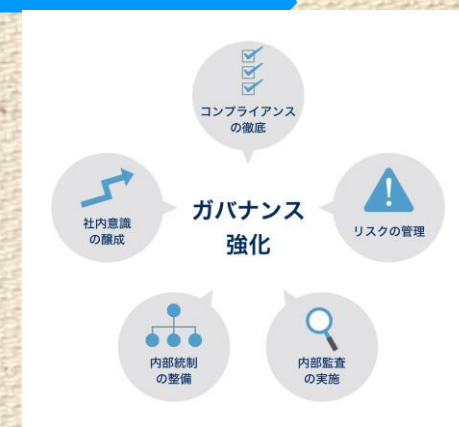 コンプライアンス
の徹底
社内意識
の醸成
ガバナンス
強化
リスクの管理
内部統制
の整備
内部監査
の実施